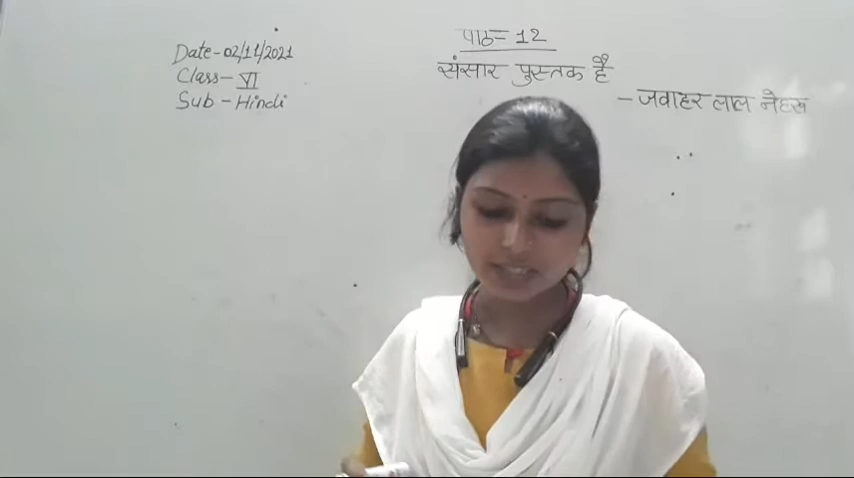 Date-02/11/2021
Class-VI
Sub-Hindi
पाठ= 12
संसार पुस्तक है
- जवाहर लाल नेहरू